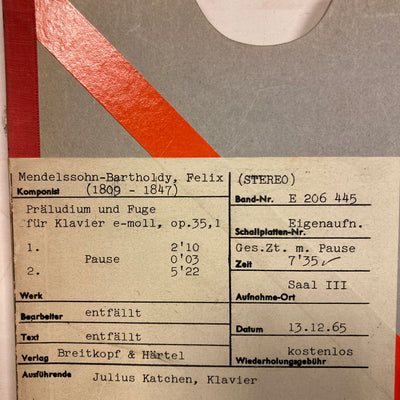 Mendelssohn-Bartholdy, Felix
Komponist (1809 - 1847)
Präludium und Fuge
für Klavier e-moll, op.35,1
1. 2'10
Pause 0'03
2. 5'22
Werk
Bearbeiter entfällt
Text entfällt
Verlag Breitkopf & Härtel
Ausführende Julius Katchen, Klavier
(STEREO)
Band-Nr. E 206 445
Eigenaufn.
Schallplatten-Nr.
Ges.Zt. m. Pause
Zeit 7'35
Saal III
Aufnahme-Ort
Datum 13.12.65
kostenlos
Wiederholungsgebühr